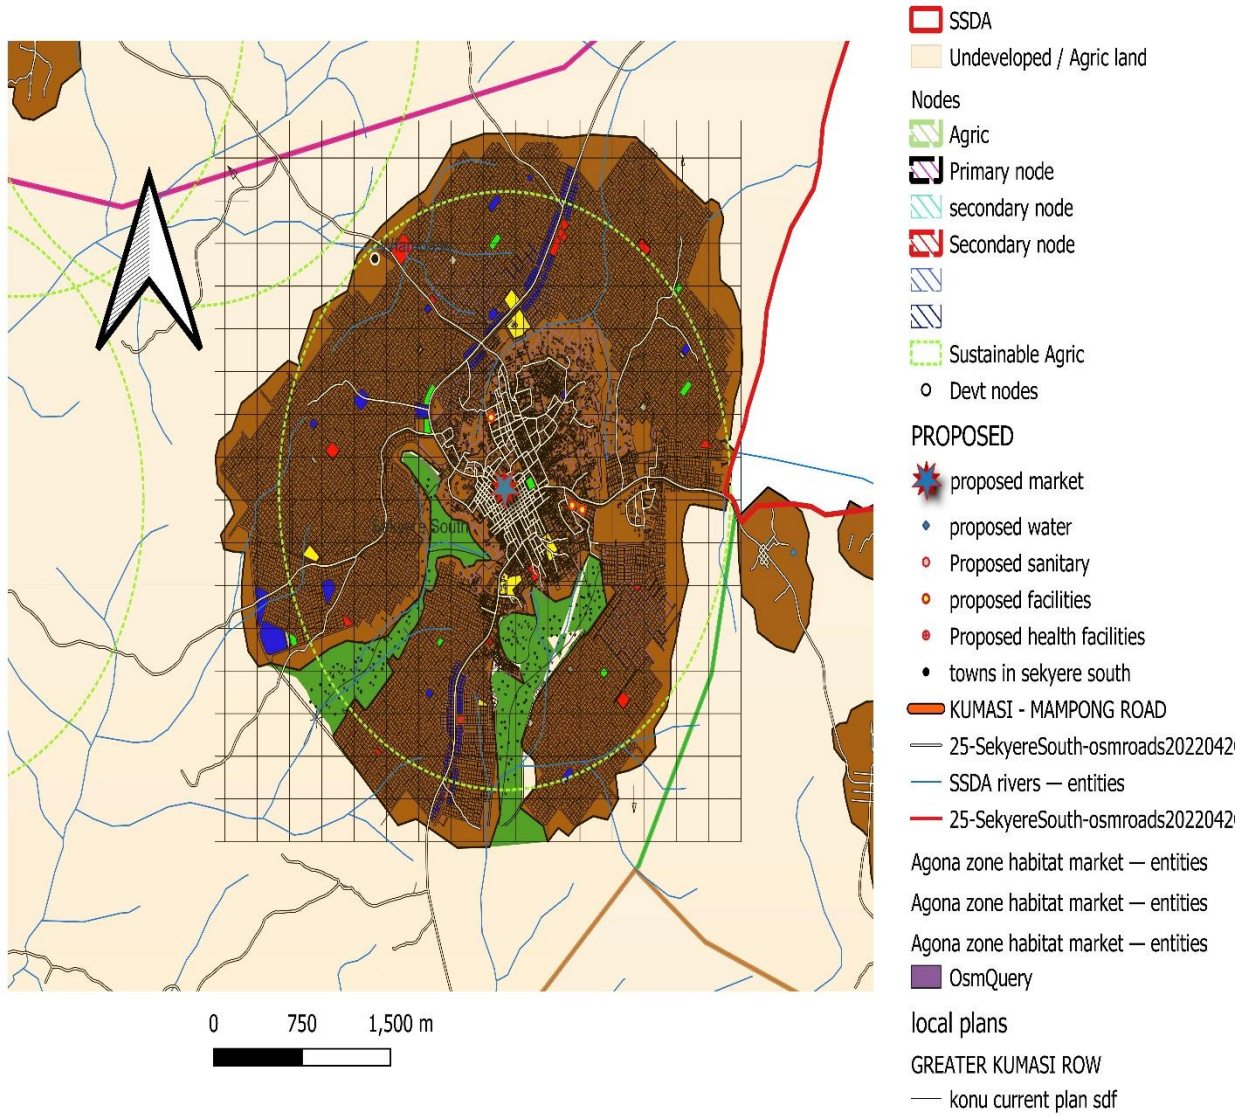 SSDA
Undeveloped / Agric land
Nodes
Agric
Primary node
secondary node
Secondary node
Sustainable Agric
Devt nodes
PROPOSED
proposed market
proposed water
Proposed sanitary
proposed facilities
Proposed health facilities
towns in sekyere south
KUMASI - MAMPONG ROAD
25-SekyereSouth-osmroads2022042
SSDA rivers — entities
25-SekyereSouth-osmroads2022042
Agona zone habitat market — entities
Agona zone habitat market — entities
Agona zone habitat market — entities
OsmQuery
local plans
GREATER KUMASI ROW
konu current plan sdf
Sekyere South
0 750 1,500 m